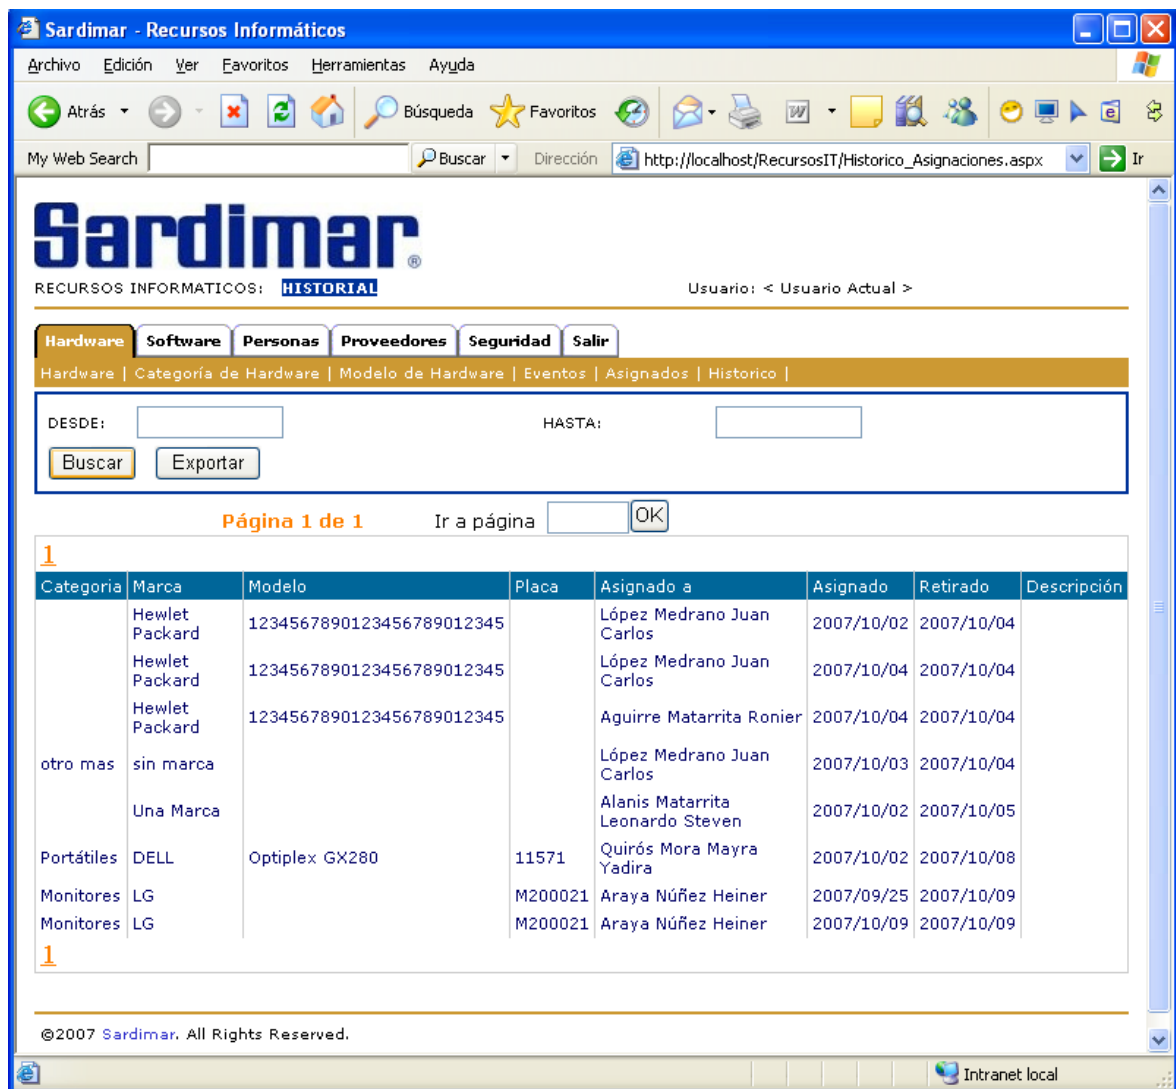 Sardimar - Recursos Informáticos
Archivo Edición Ver Favoritos Herramientas Ayuda
Atrás Búsqueda Favoritos
My Web Search Buscar Dirección http://localhost/RecursosIT/Historico_Asignaciones.aspx Ir
Sardimar®
RECURSOS INFORMATICOS: HISTORIAL Usuario: < Usuario Actual >
Hardware Software Personas Proveedores Seguridad Salir
Hardware | Categoría de Hardware | Modelo de Hardware | Eventos | Asignados | Historico |
DESDE: HASTA:
Buscar Exportar
Página 1 de 1 Ir a página OK
1
Categoria Marca Modelo Placa Asignado a Asignado Retirado Descripción
Hewlet Packard 1234567890123456789012345 López Medrano Juan Carlos 2007/10/02 2007/10/04
Hewlet Packard 1234567890123456789012345 López Medrano Juan Carlos 2007/10/04 2007/10/04
Hewlet Packard 1234567890123456789012345 Aguirre Matarrita Ronier 2007/10/04 2007/10/04
otro mas sin marca López Medrano Juan Carlos 2007/10/03 2007/10/04
Una Marca Alanis Matarrita Leonardo Steven 2007/10/02 2007/10/05
Portátiles DELL Optiplex GX280 11571 Quirós Mora Mayra Yadira 2007/10/02 2007/10/08
Monitores LG M200021 Araya Núñez Heiner 2007/09/25 2007/10/09
Monitores LG M200021 Araya Núñez Heiner 2007/10/09 2007/10/09
1
©2007 Sardimar. All Rights Reserved.
Intranet local